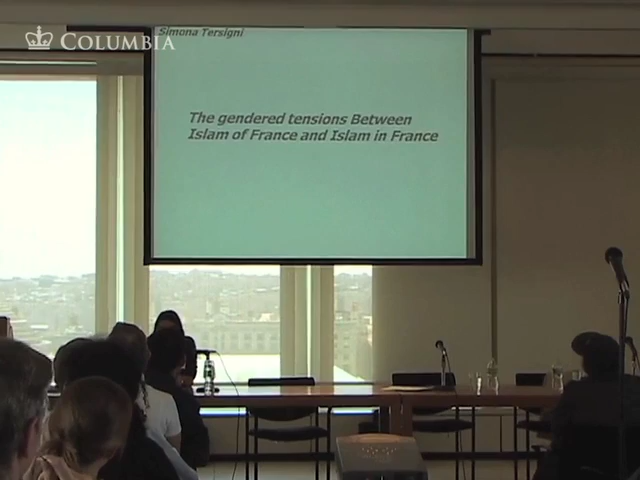 COLUMBIA
Simona Tersigni
The gendered tensions Between
Islam of France and Islam in France